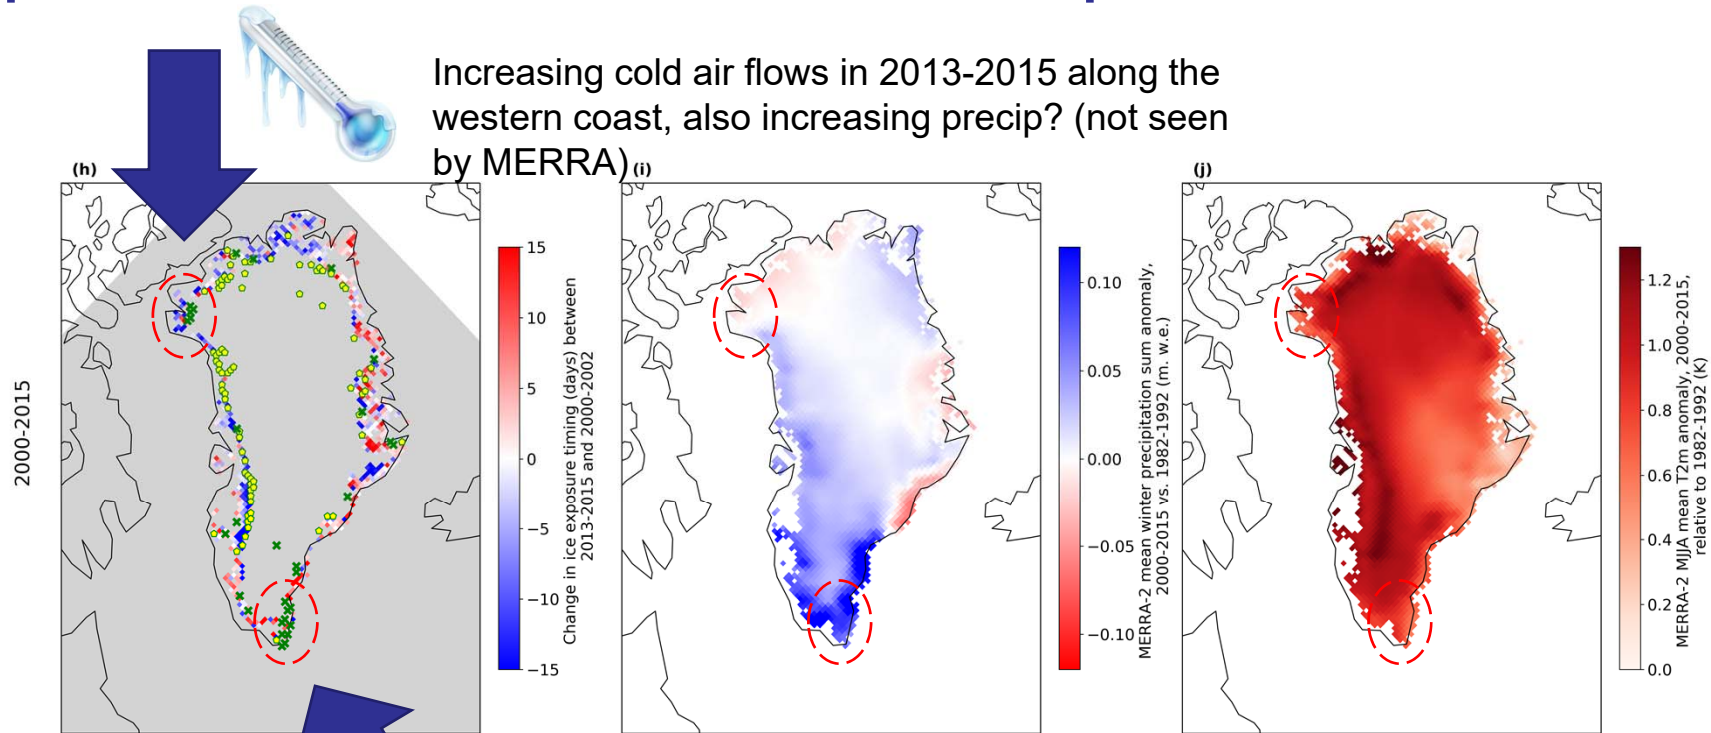 Increasing cold air flows in 2013-2015 along the
western coast, also increasing precip? (not seen
by MERRA)
(h)
(i)
(j)
2000-2015
15
10
5
0
−5
−10
−15
Change in ice exposure timing (days) between
2013-2015 and 2000-2002
0.10
0.05
0.00
−0.05
−0.10
MERRA-2 mean winter precipitation sum anomaly,
2000-2015 vs. 1982-1992 (m. w.e.)
1.2
1.0
0.8
0.6
0.4
0.2
0.0
MERRA-2 MJJA mean T2m anomaly, 2000-2015,
relative to 1982-1992 (K)